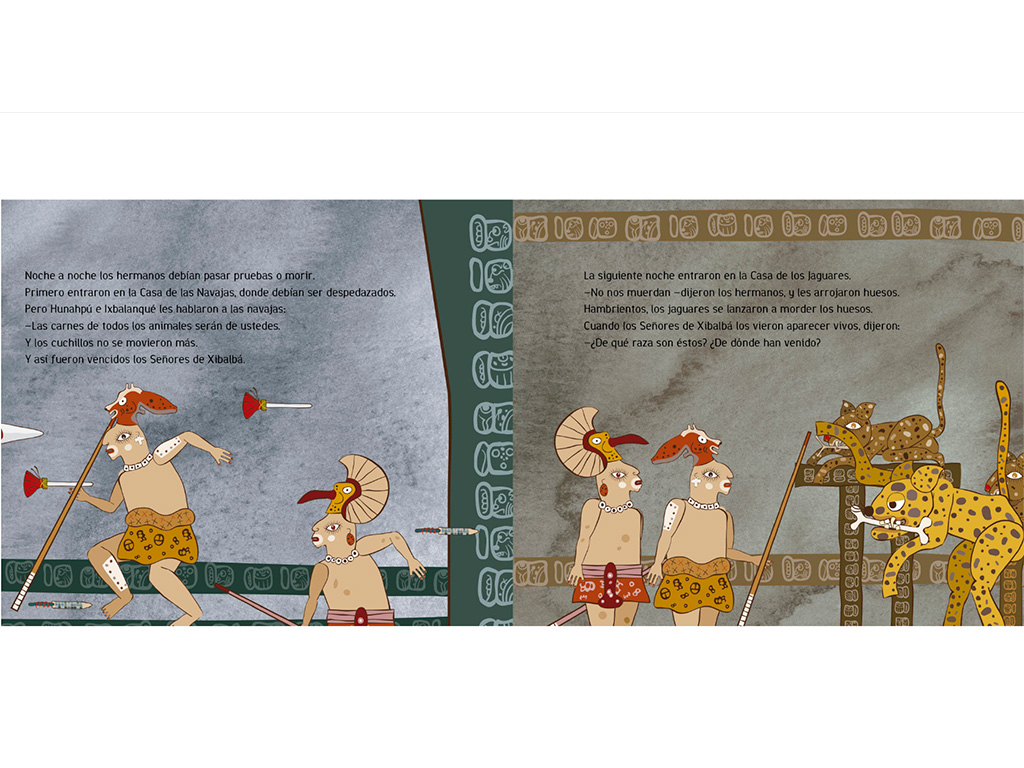 Noche a noche los hermanos debían pasar pruebas o morir.
Primero entraron en la Casa de las Navajas, donde debían ser despedazados.
Pero Hunahpú e Ixbalanqué les hablaron a las navajas:
—Las carnes de todos los animales serán de ustedes.
Y los cuchillos no se movieron más.
Y así fueron vencidos los Señores de Xibalbá.
La siguiente noche entraron en la Casa de los Jaguares.
—No nos muerdan —dijeron los hermanos, y les arrojaron huesos.
Hambrientos, los jaguares se lanzaron a morder los huesos.
Cuando los Señores de Xibalbá los vieron aparecer vivos, dijeron:
—¿De qué raza son éstos? ¿De dònde han venido?